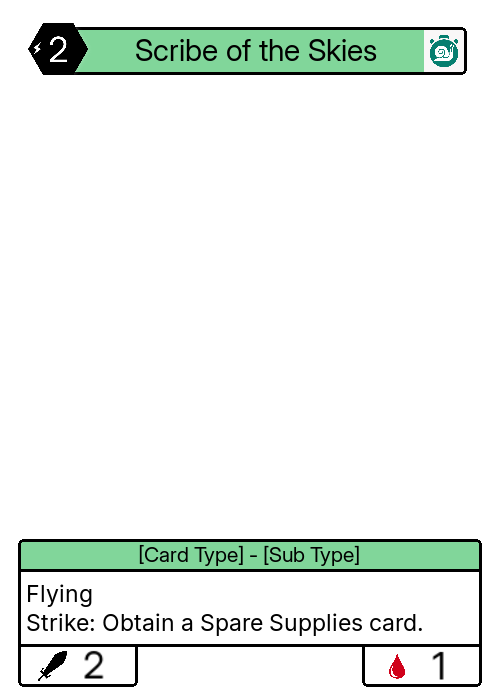 2 Scribe of the Skies
[Card Type] - [Sub Type]
Flying
Strike: Obtain a Spare Supplies card.
2 1